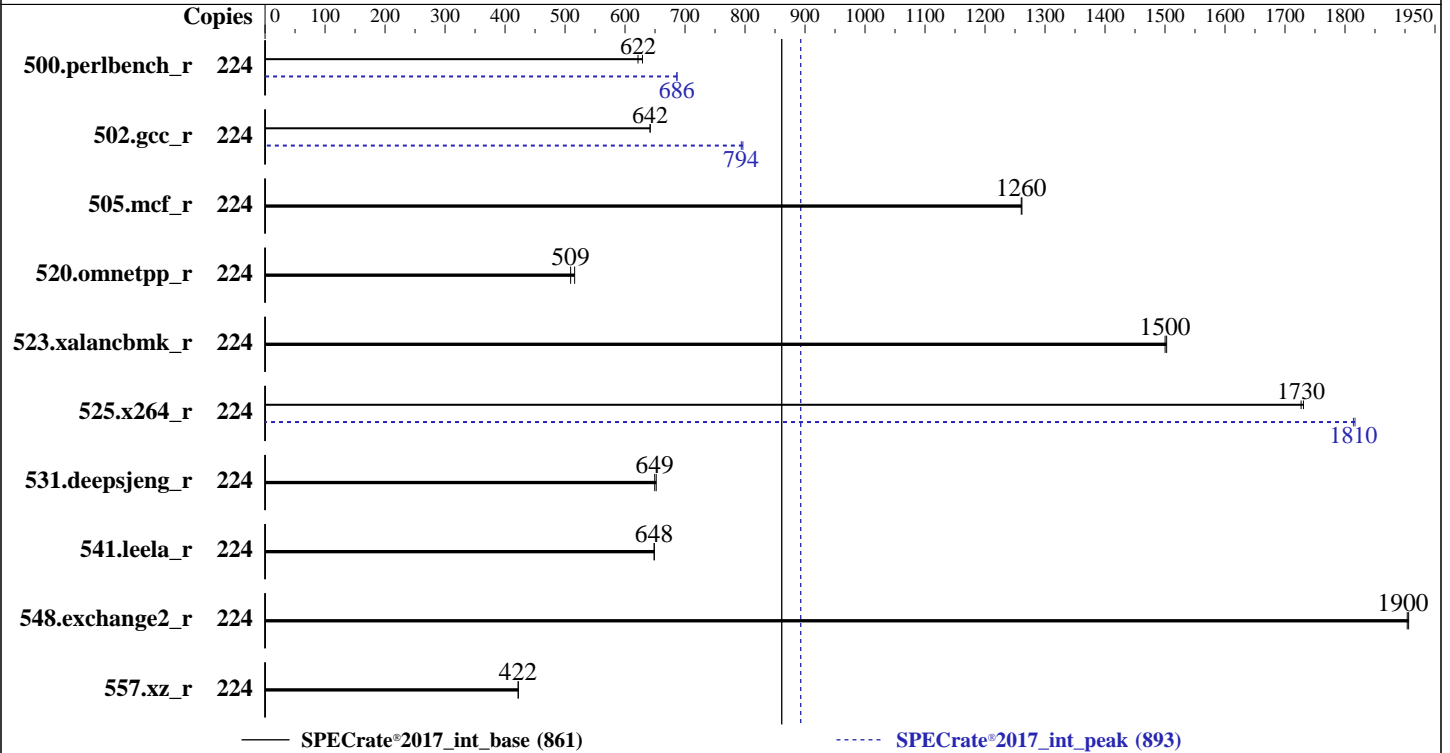 Copies 0 100 200 300 400 500 600 700 800 900 1000 1100 1200 1300 1400 1500 1600 1700 1800 1950
500.perlbench_r 224 622
686
502.gcc_r 224 642
794
505.mcf_r 224 1260
520.omnetpp_r 224 509
523.xalancbmk_r 224 1500
525.x264_r 224 1730
1810
531.deepsjeng_r 224 649
541.leela_r 224 648
548.exchange2_r 224 1900
557.xz_r 224 422
SPECrate®2017_int_base (861) SPECrate®2017_int_peak (893)